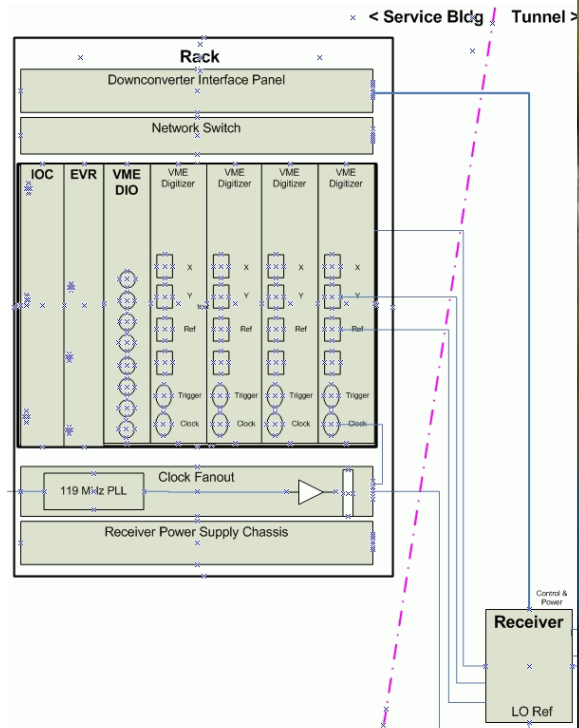 < Service Bldg Tunnel >
Rack
Downconverter Interface Panel
Network Switch
IOC EVR VME DIO VME Digitizer VME Digitizer VME Digitizer VME Digitizer
X X X
Y Y Y Y
Ref Ref Ref Ref
Trigger Trigger Trigger Trigger
Clock Clock Clock Clock
Clock Fanout
119 MHz PLL
Receiver Power Supply Chassis
Control &
Power
Receiver
LO Ref